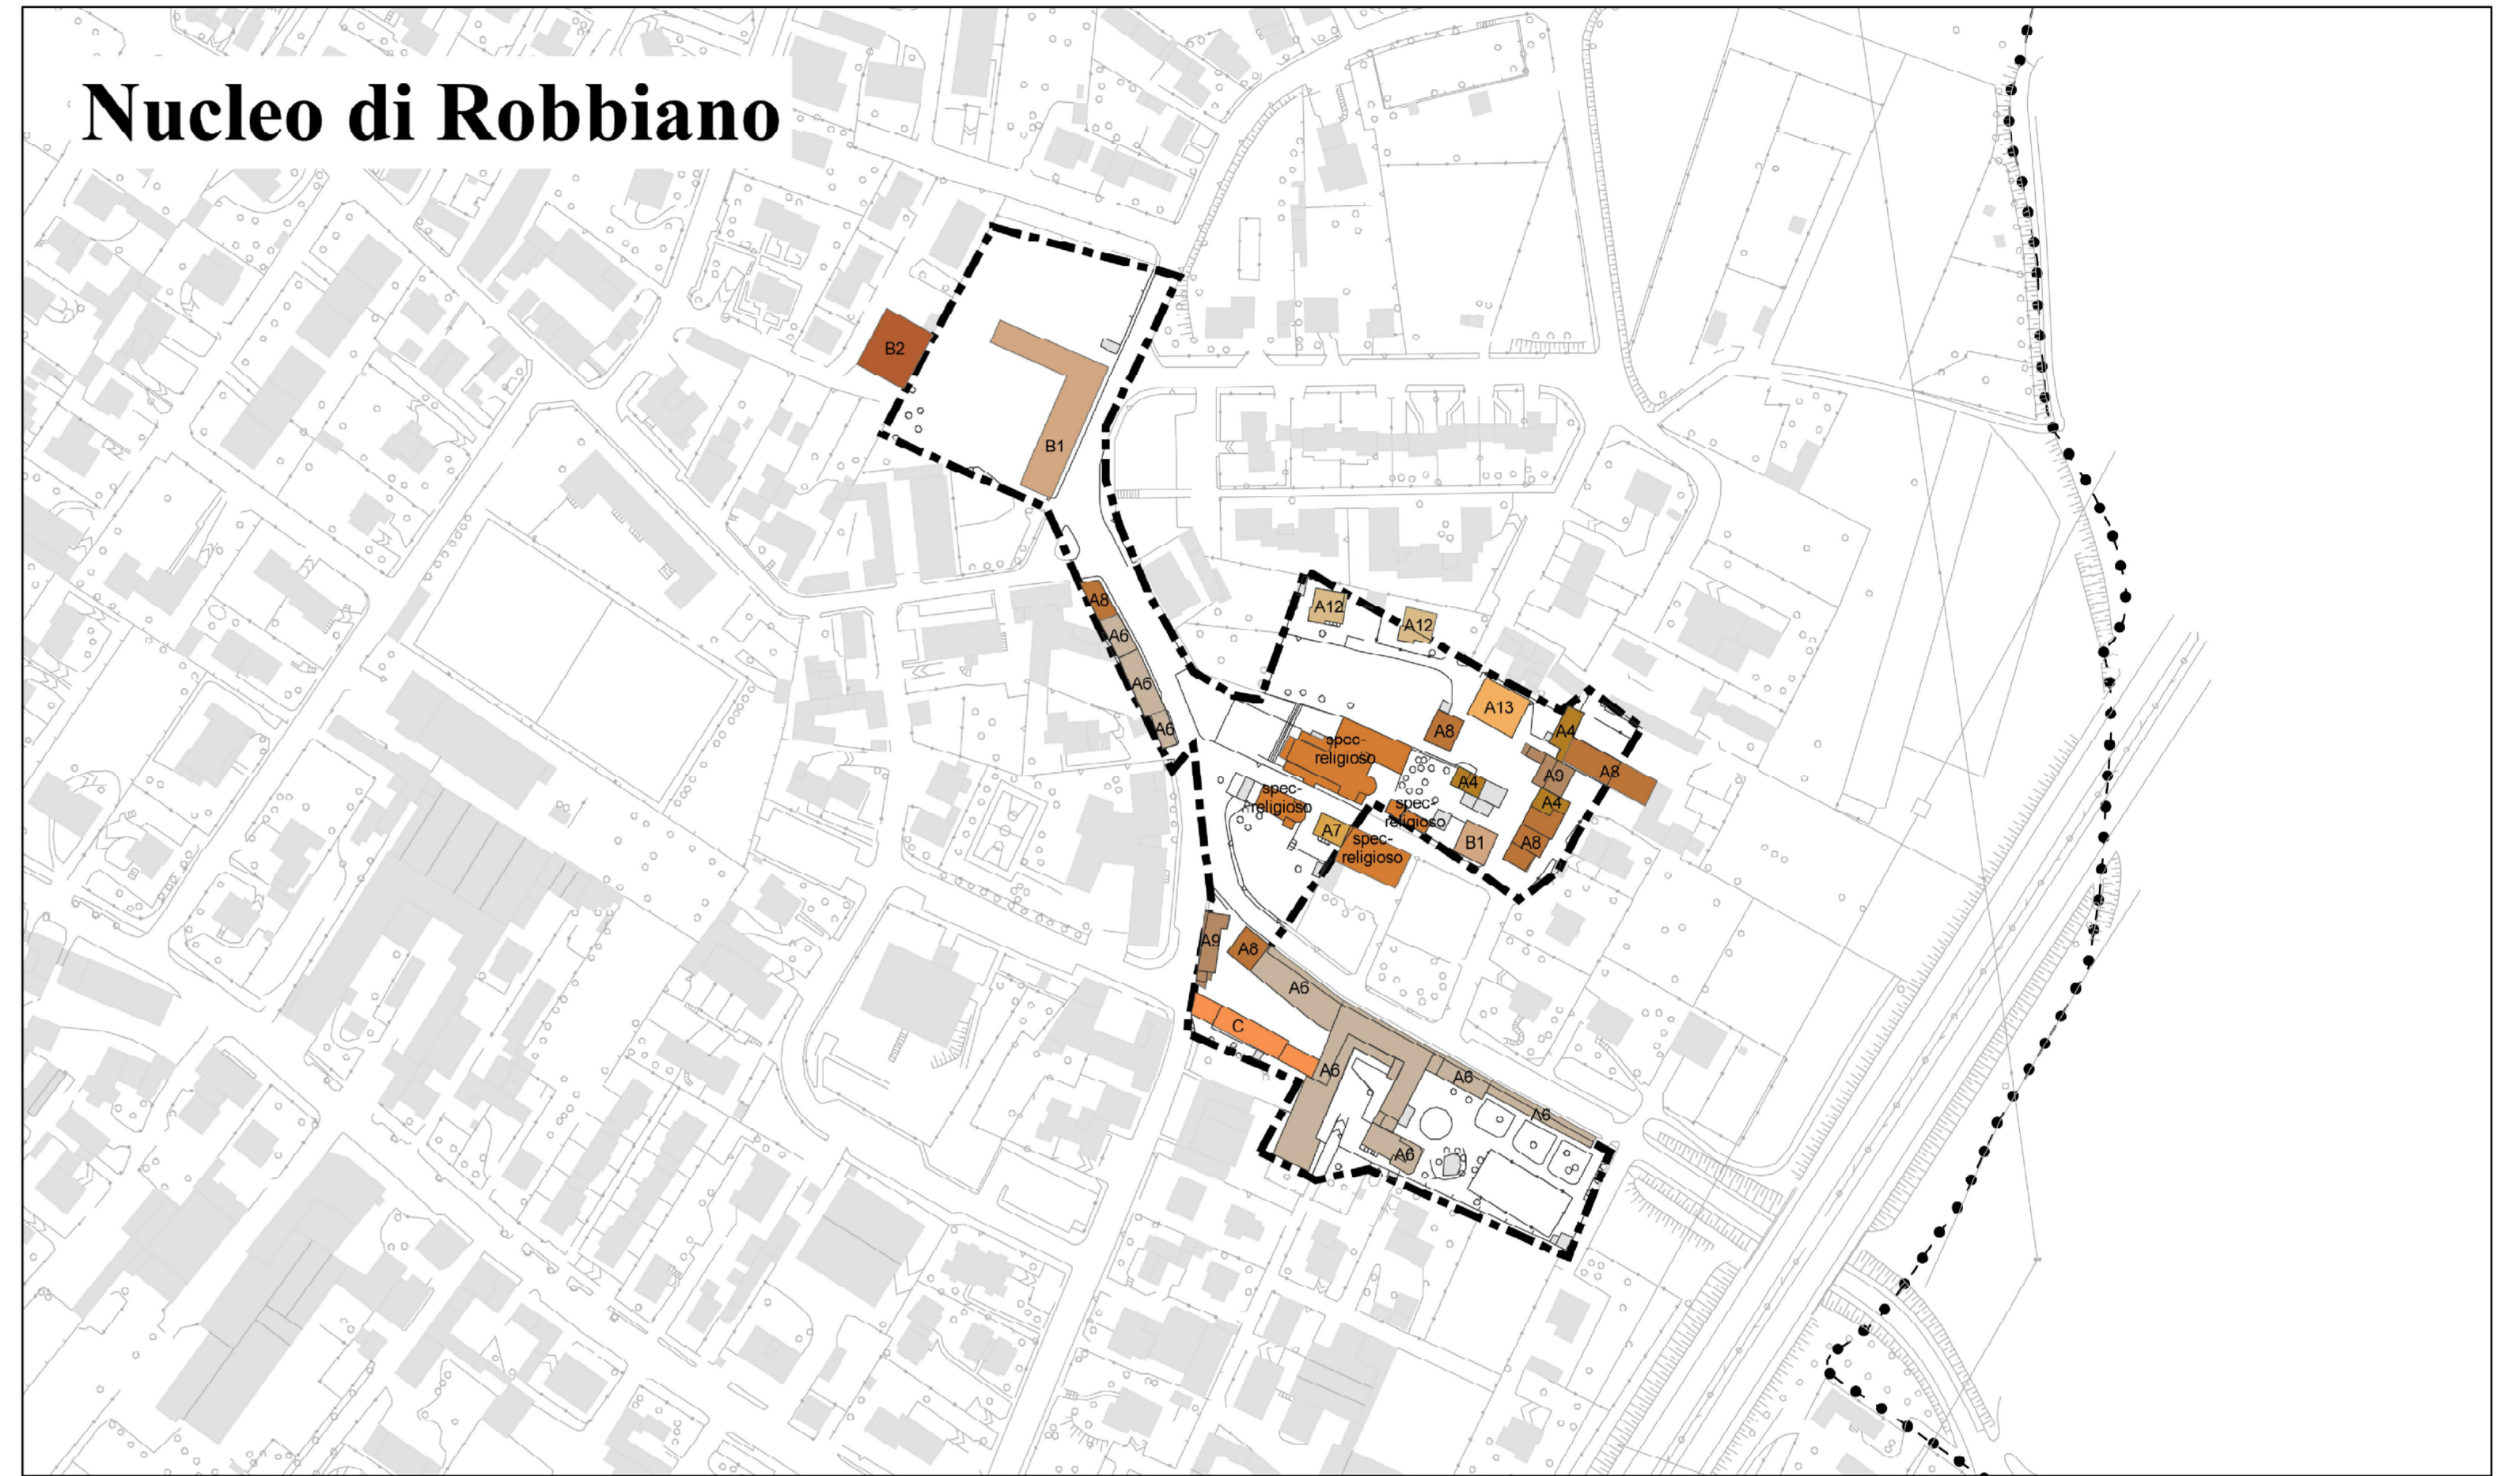 Nucleo di Robbiano
B2
B1
A8
A6
A6
A6
A12
A12
A13
A8
A4
spec-
religioso
A8
A9
A4
A4
spec-
religioso
spec-
religioso
A7
spec-
religioso
B1
A8
A9
A8
A6
C
A6
A6
A6
A6